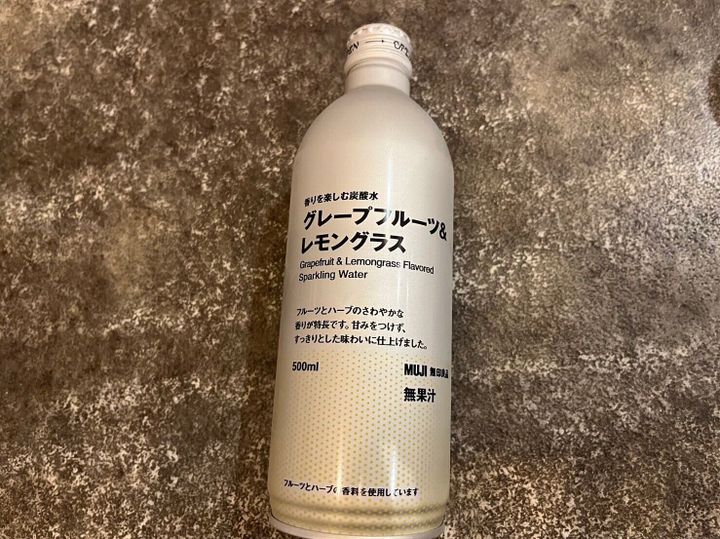 OPEN → OPEN
香りを楽しむ炭酸水
グレープフルーツ&
レモングラス
Grapefruit & Lemongrass Flavored
Sparkling Water
フルーツとハーブのさわやかな
香りが特長です。甘みをつけず、
すっきりとした味わいに仕上げました。
500ml
MUJI 無印良品
無果汁
フルーツとハーブの香料を使用しています